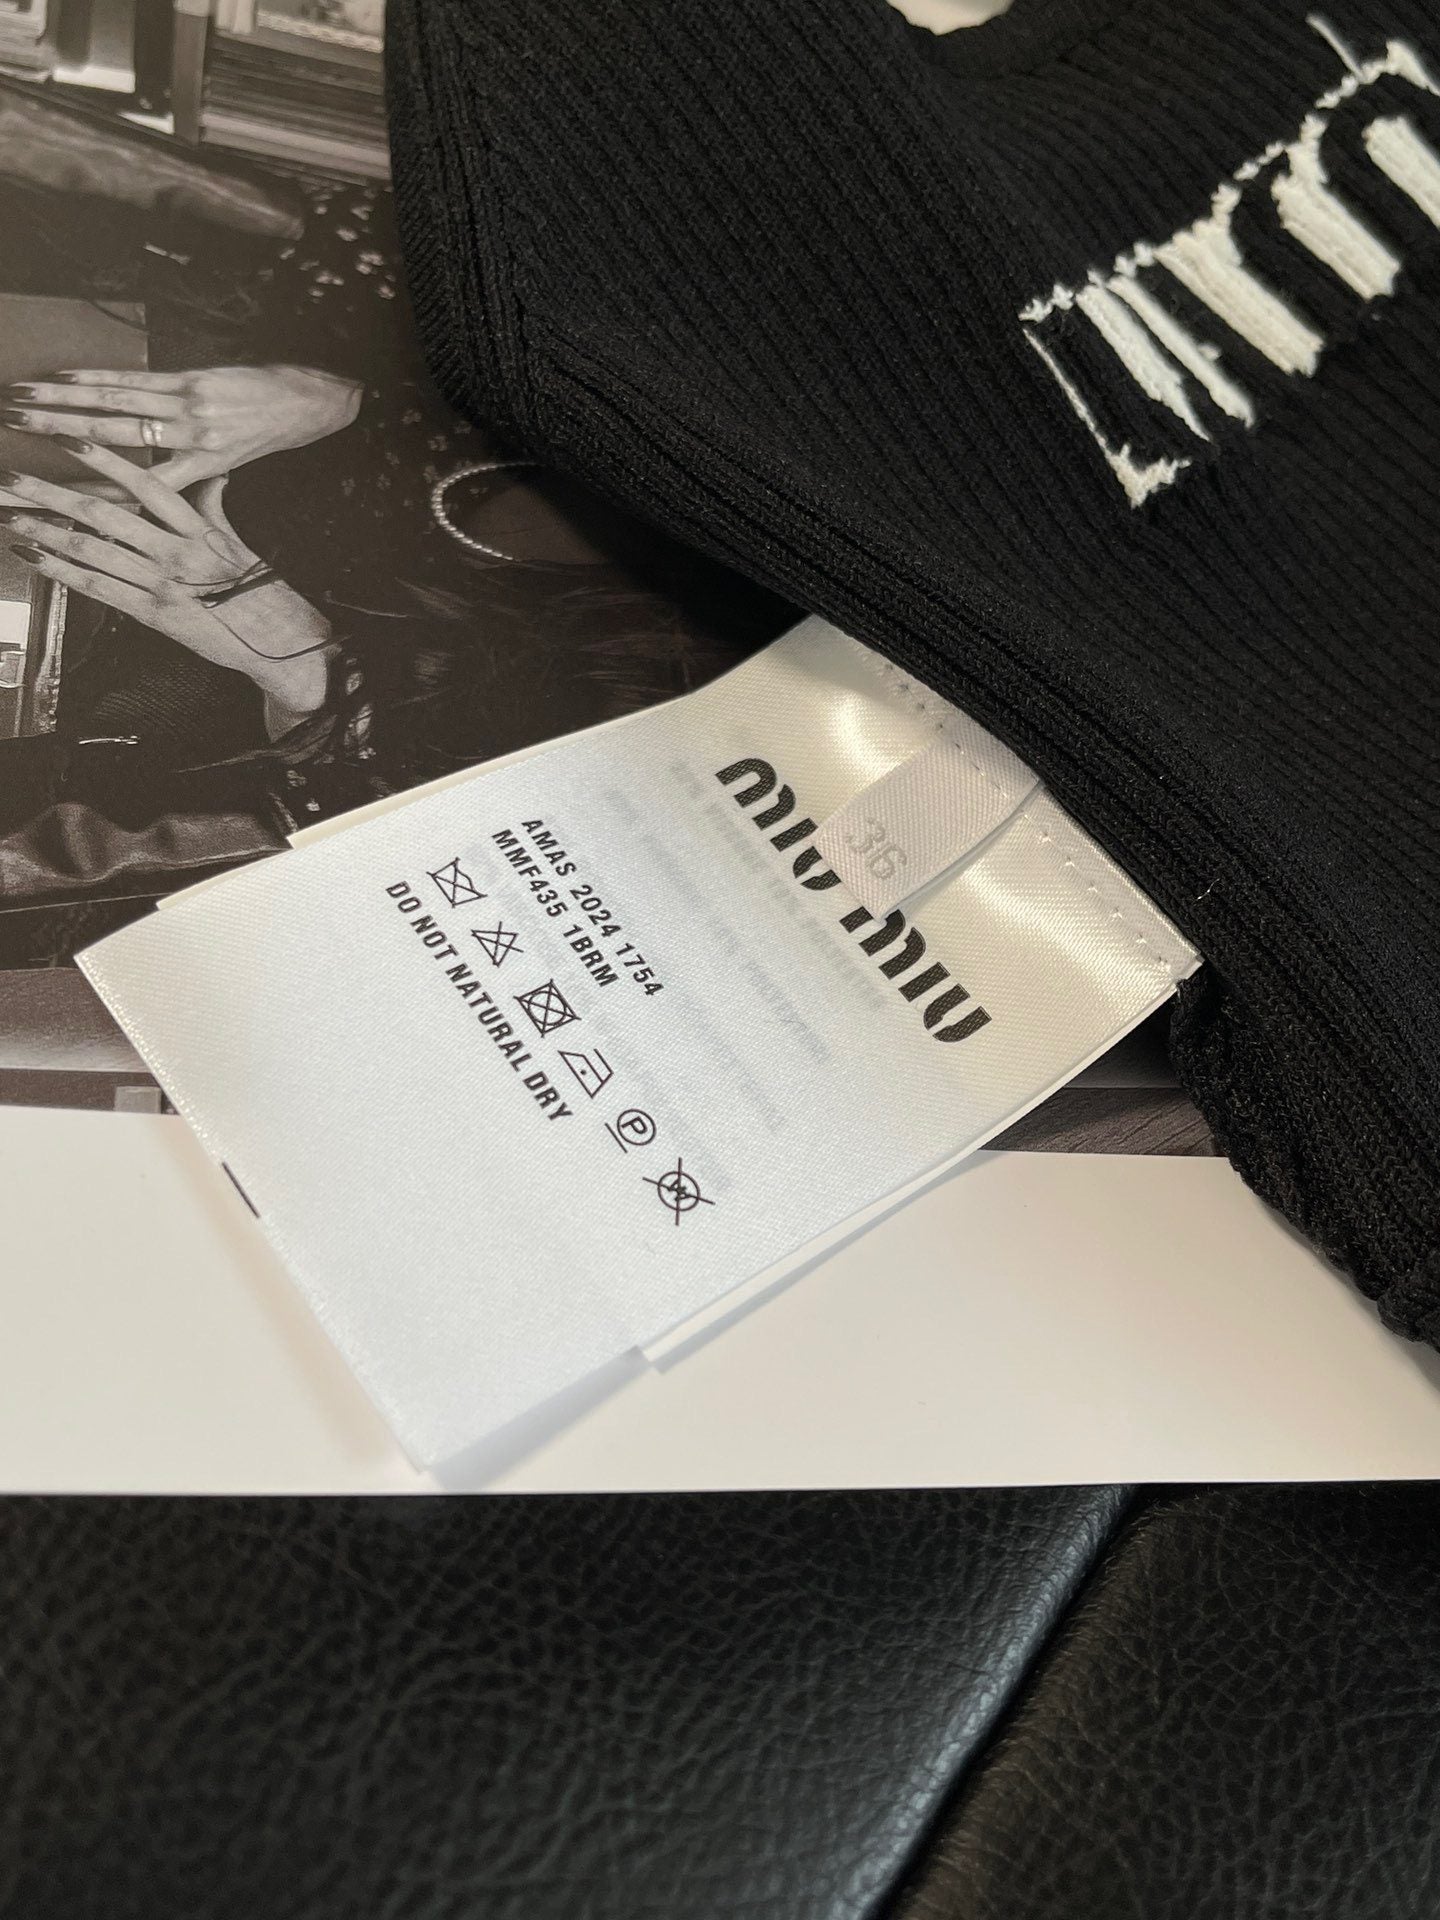 miu miu
36
AMAS 2024 1754
MMF435 1BRM
P
W
DO NOT NATURAL DRY